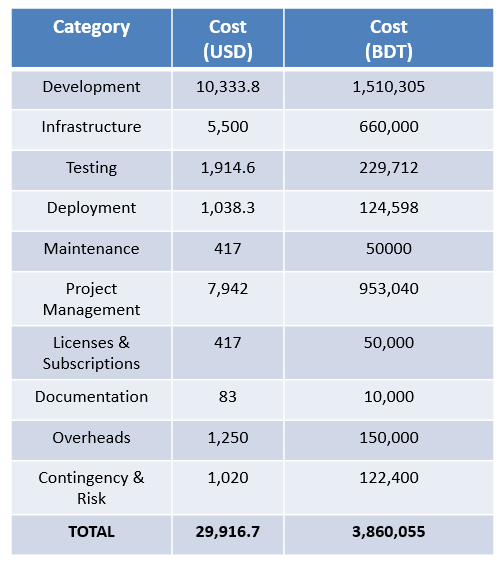 Category Cost (USD) Cost (BDT)
Development 10,333.8 1,510,305
Infrastructure 5,500 660,000
Testing 1,914.6 229,712
Deployment 1,038.3 124,598
Maintenance 417 50000
Project Management 7,942 953,040
Licenses & Subscriptions 417 50,000
Documentation 83 10,000
Overheads 1,250 150,000
Contingency & Risk 1,020 122,400
TOTAL 29,916.7 3,860,055